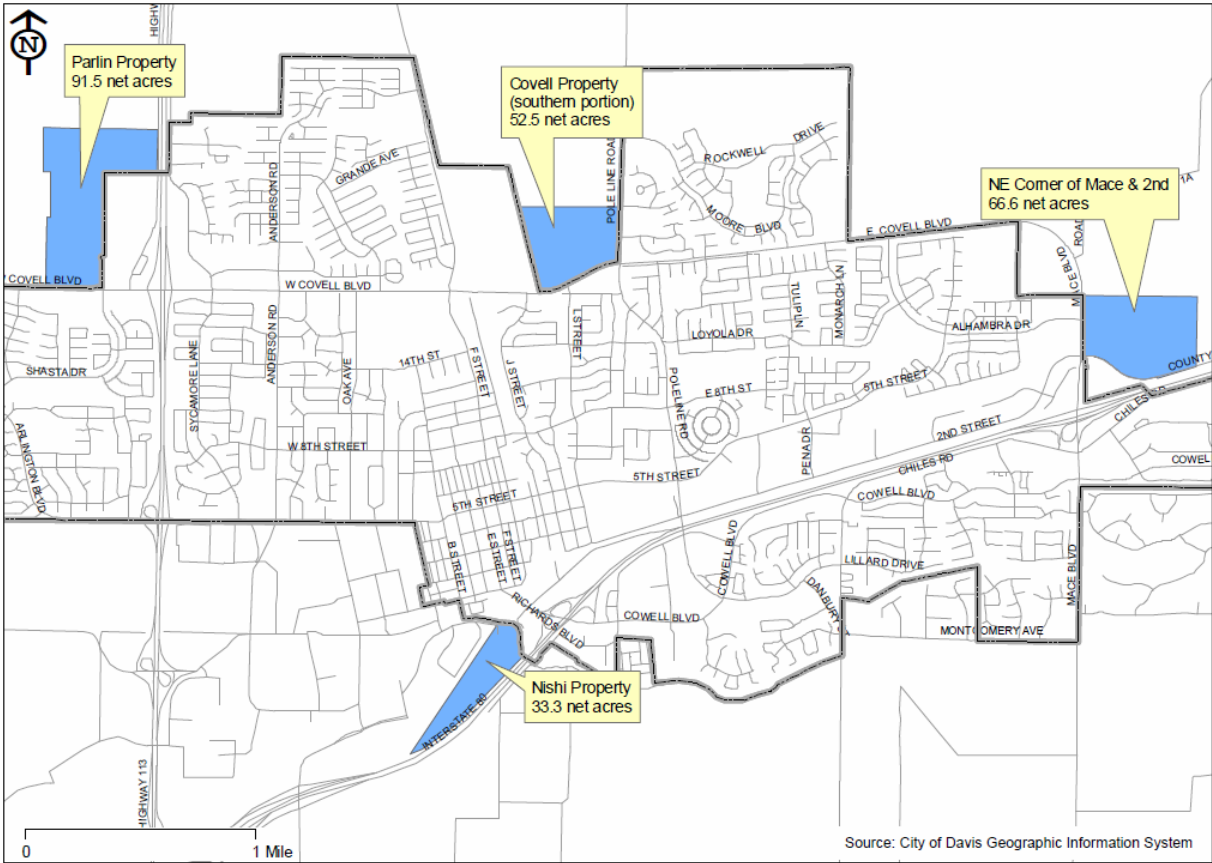 N
HIGHWAY
Parlin Property
91.5 net acres
Covell Property
(southern portion)
52.5 net acres
NE Corner of Mace & 2nd
66.6 net acres
1A
GRANDE AVE
ANDERSON RD
POLE LINE ROAD
ROCKWELL DRIVE
MOORE BLVD
E COVELL BLVD
MACE BLVD
ROAD
COVELL BLVD
W COVELL BLVD
L STREET
TULIP LN
MONARCH LN
LOYOLA DR
ALHAMBRA DR
COUNTY
SHASTA DR
SYCAMORE LANE
ANDERSON RD
OAK AVE
14TH ST
F STREET
J STREET
POLELINE RD
E 8TH ST
5TH STREET
CHILES RD
ARLINGTON BLVD
W 8TH STREET
2ND STREET
PENA DR
CHILES RD
COWEL
5TH STREET
5TH STREET
COWELL BLVD
B STREET
E STREET
F STREET
COWELL BLVD
LILLARD DRIVE
MACE BLVD
RICHARDS BLVD
COWELL BLVD
DANBURY
MONTGOMERY AVE
Nishi Property
33.3 net acres
INTERSTATE 80
HIGHWAY 113
0
1 Mile
Source: City of Davis Geographic Information System